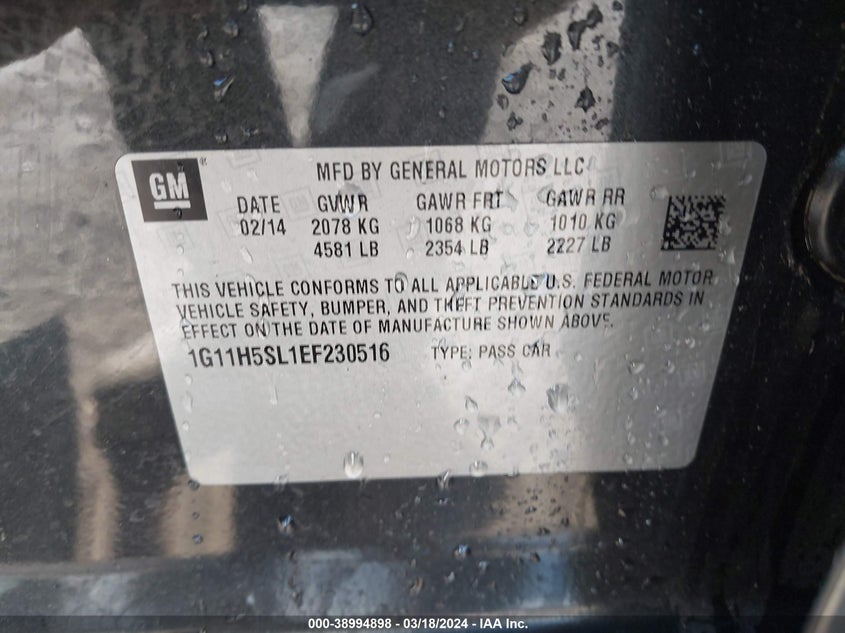 GM ®
MFD BY GENERAL MOTORS LLC
DATE GVWR GAWR FRT GAWR RR
02/14 2078 KG 1068 KG 1010 KG
4581 LB 2354 LB 2227 LB
THIS VEHICLE CONFORMS TO ALL APPLICABLE U.S. FEDERAL MOTOR
VEHICLE SAFETY, BUMPER, AND THEFT PREVENTION STANDARDS IN
EFFECT ON THE DATE OF MANUFACTURE SHOWN ABOVE.
1G11H5SL1EF230516 TYPE: PASS CAR
000-38994898 - 03/18/2024 - IAA Inc.